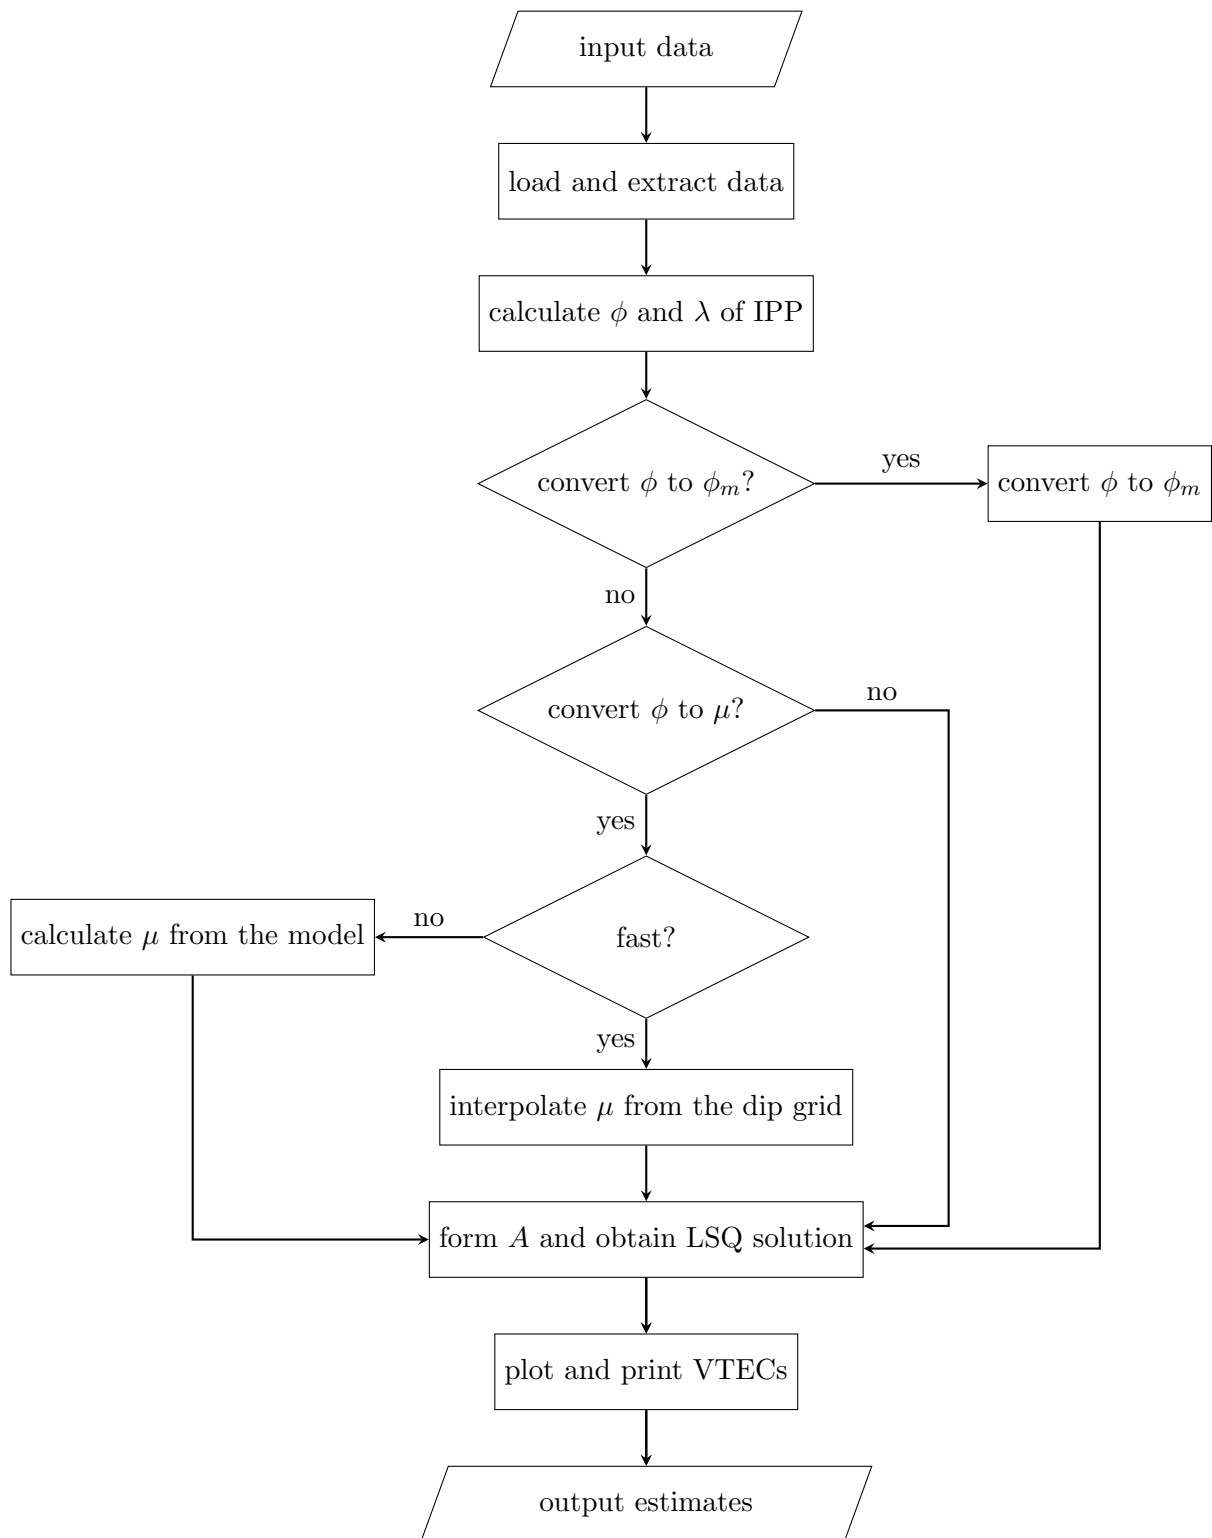 input data
load and extract data
calculate ϕ and λ of IPP
convert ϕ to ϕₘ?
yes
convert ϕ to ϕₘ
no
convert ϕ to μ?
no
yes
fast?
no
calculate μ from the model
yes
interpolate μ from the dip grid
form A and obtain LSQ solution
plot and print VTECs
output estimates